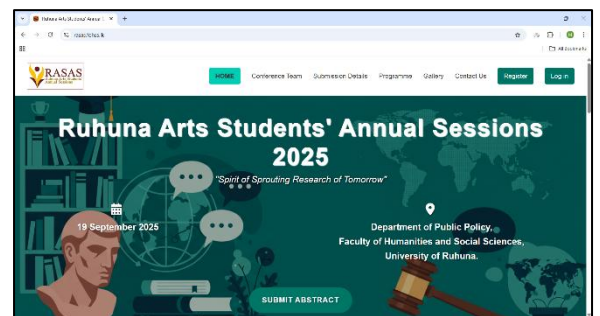 RASAS
HOME Conference Team Submission Details Programme Gallery Contact Us Register Log in
Ruhuna Arts Students' Annual Sessions
2025
"Spirit of Sprouting Research of Tomorrow"
19 September 2025
Department of Public Policy,
Faculty of Humanities and Social Sciences,
University of Ruhuna.
SUBMIT ABSTRACT